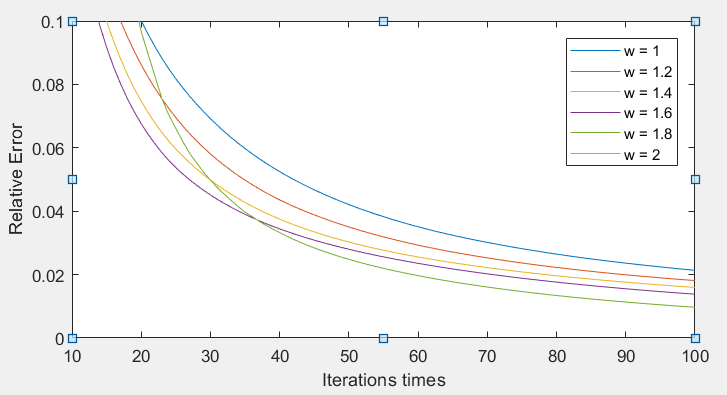 0.1
0.08
0.06
0.04
0.02
0
Relative Error
10 20 30 40 50 60 70 80 90 100
Iterations times
w = 1
w = 1.2
w = 1.4
w = 1.6
w = 1.8
w = 2